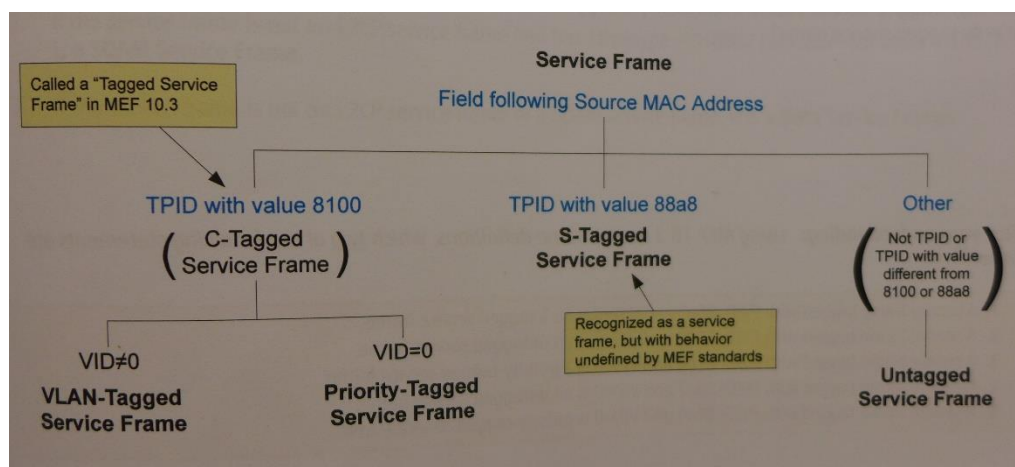 Service Frame
Field following Source MAC Address
Called a “Tagged Service
Frame” in MEF 10.3
TPID with value 8100
(C-Tagged
Service Frame)
TPID with value 88a8
S-Tagged
Service Frame
Other
(Not TPID or
TPID with value
different from
8100 or 88a8)
Recognized as a service
frame, but with behavior
undefined by MEF standards
VID≠0
VLAN-Tagged
Service Frame
VID=0
Priority-Tagged
Service Frame
Untagged
Service Frame